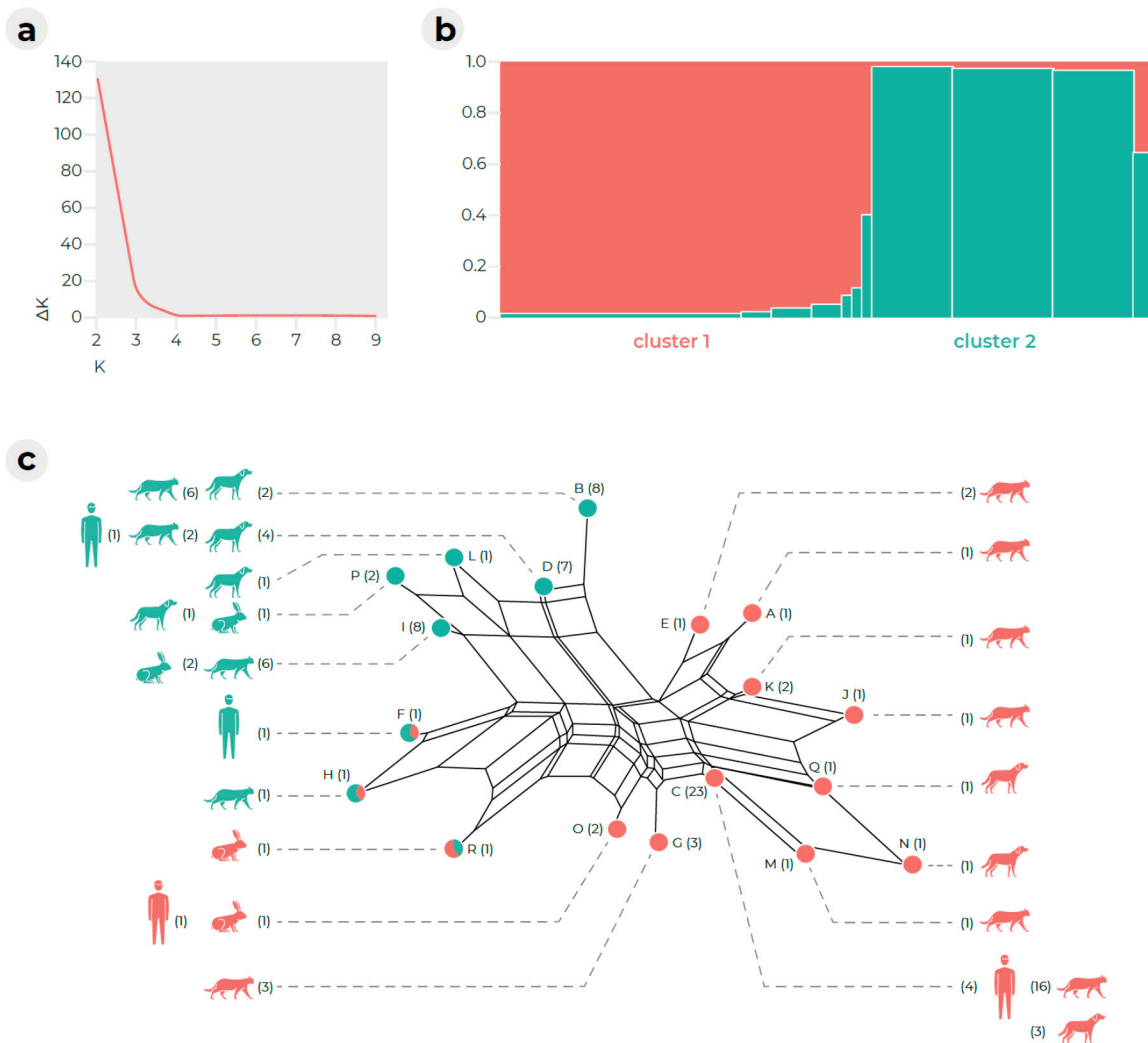 a
140
120
100
80
60
40
20
0
ΔK
2 3 4 5 6 7 8 9
K
b
1.0
0.8
0.6
0.4
0.2
0
cluster 1
cluster 2
c
(6) (2)
B (8)
(2)
(1) (2) (4)
D (7)
(1)
L (1)
(1)
P (2)
(1) (1)
A (1)
E (1)
I (8)
(1)
(2) (6)
K (2)
J (1)
(1)
F (1)
(1)
H (1)
Q (1)
(1)
(1)
C (23)
O (2)
G (3)
R (1)
(1)
M (1)
N (1)
(1)
(1) (1)
(1)
(3)
(4) (16)
(3)